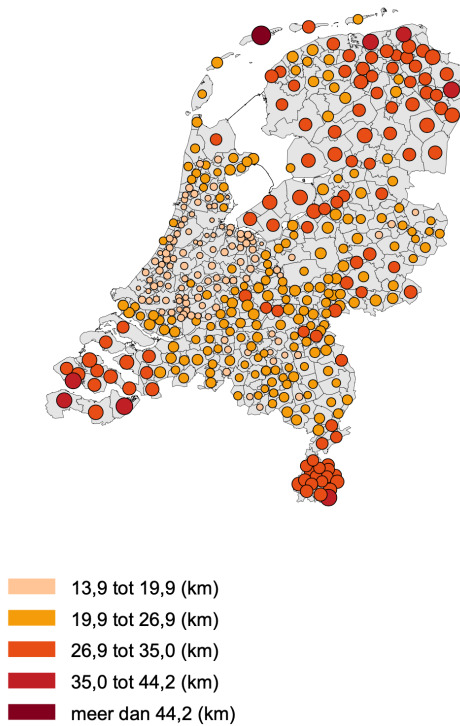 13,9 tot 19,9 (km)
19,9 tot 26,9 (km)
26,9 tot 35,0 (km)
35,0 tot 44,2 (km)
meer dan 44,2 (km)